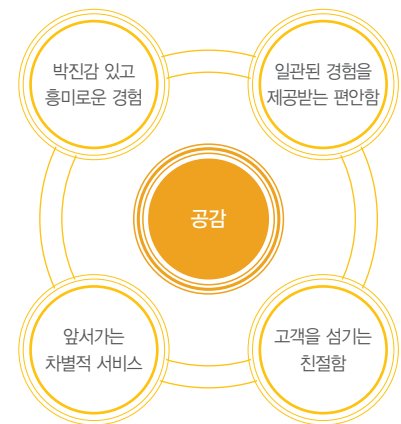 박진감 있고
흥미로운 경험
일관된 경험을
제공받는 편안함
공감
앞서가는
차별적 서비스
고객을 섬기는
친절함